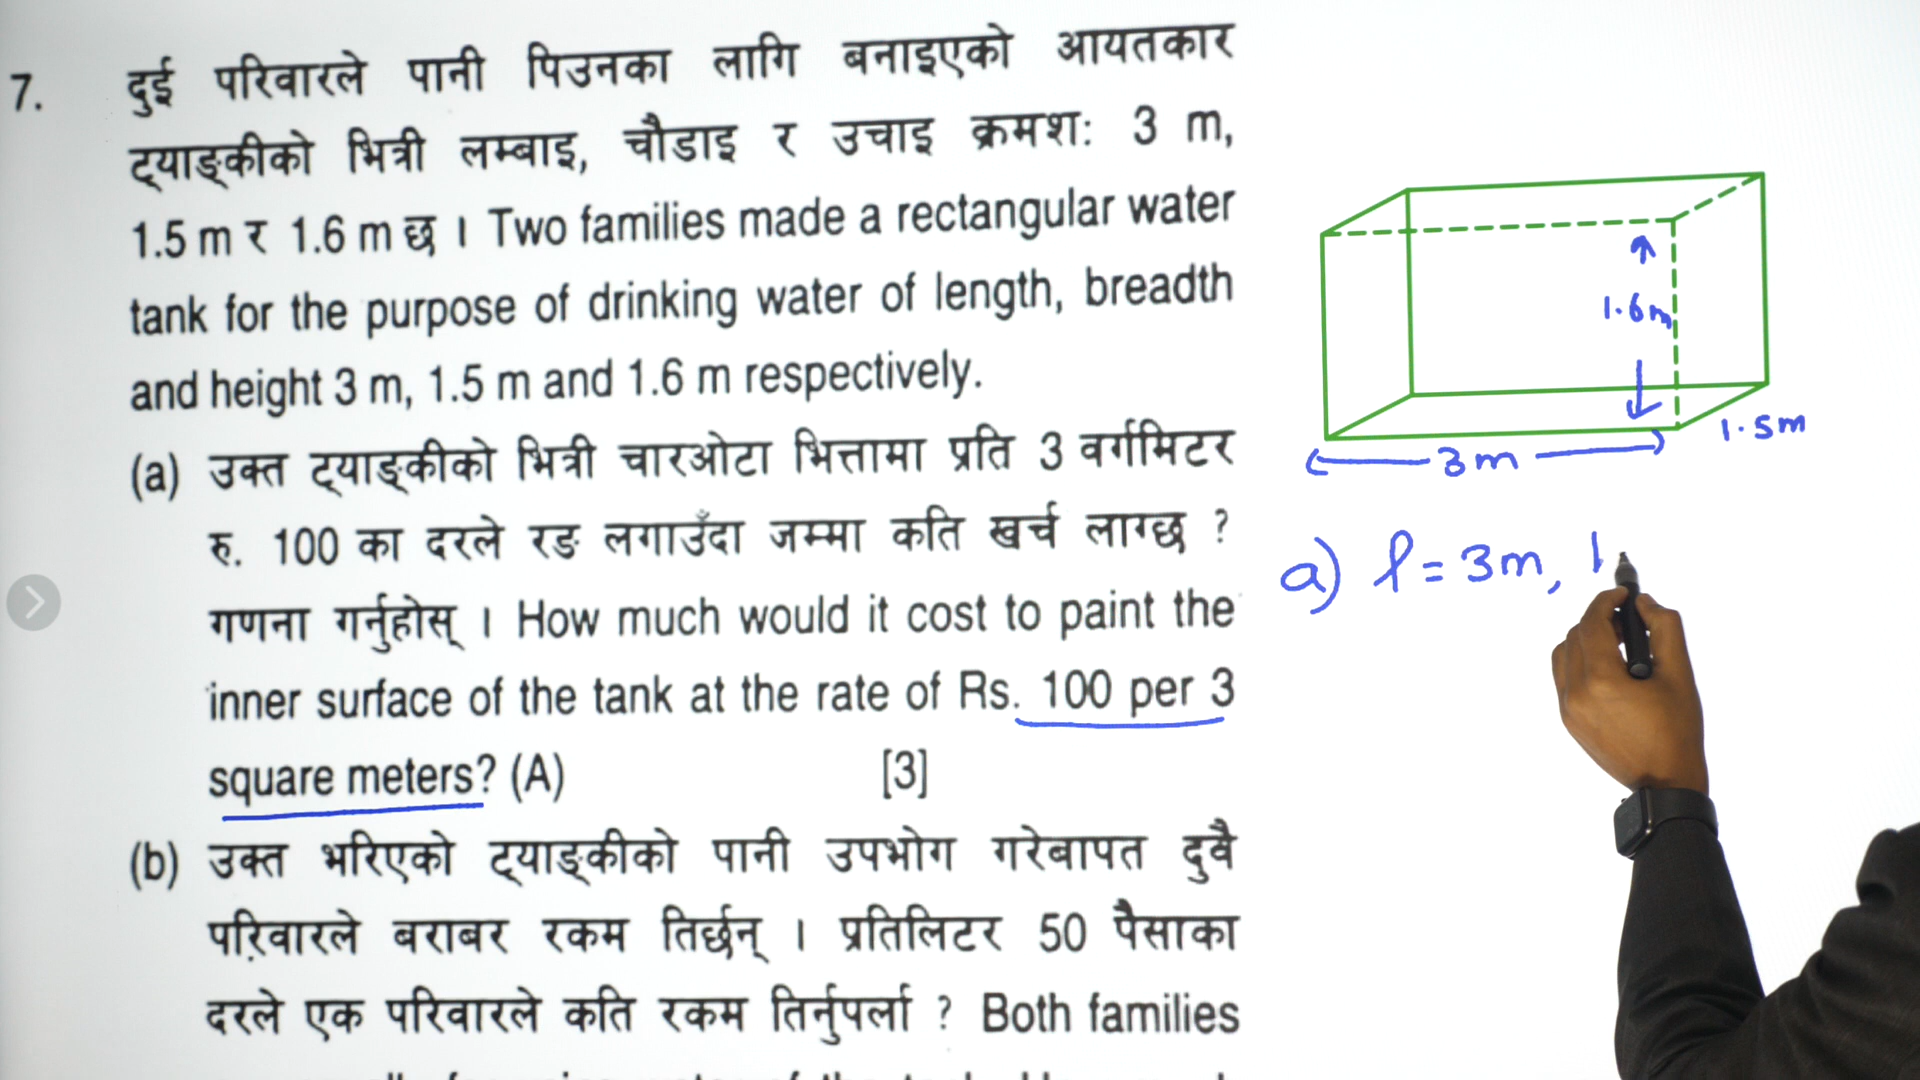 7. दुई परिवारले पानी पिउनका लागि बनाइएको आयतकार
ट्याङ्कीको भित्री लम्बाइ, चौडाइ र उचाइ क्रमशः 3 m,
1.5 m र 1.6 m छ । Two families made a rectangular water
tank for the purpose of drinking water of length, breadth
and height 3 m, 1.5 m and 1.6 m respectively.
(a) उक्त ट्याङ्कीको भित्री चारओटा भित्तामा प्रति 3 वर्गमिटर
रु. 100 का दरले रङ लगाउँदा जम्मा कति खर्च लाग्छ ?
गणना गर्नुहोस् । How much would it cost to paint the
inner surface of the tank at the rate of Rs. 100 per 3
square meters? (A) [3]
(b) उक्त भरिएको ट्याङ्कीको पानी उपभोग गरेबापत दुवै
परिवारले बराबर रकम तिर्छन् । प्रतिलिटर 50 पैसाका
दरले एक परिवारले कति रकम तिर्नुपर्ला ? Both families
1.6m
1.5m
3m
a) l = 3m,